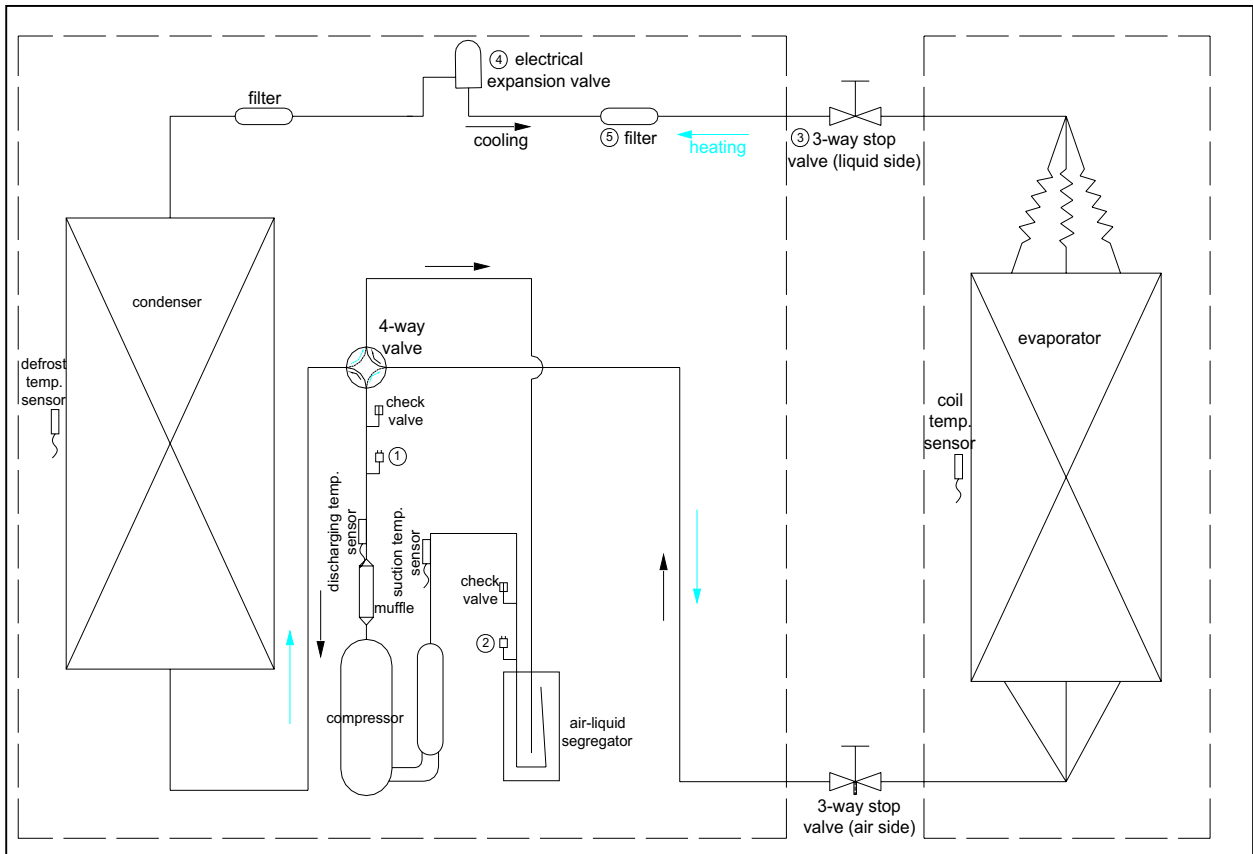 ④ electrical
expansion valve
filter
cooling
⑤ filter
heating
③ 3-way stop
valve (liquid side)
condenser
4-way
valve
evaporator
defrost
temp.
sensor
check
valve
①
coil
temp.
sensor
discharging temp.
sensor
suction temp.
sensor
check
valve
muffle
②
compressor
air-liquid
segregator
3-way stop
valve (air side)